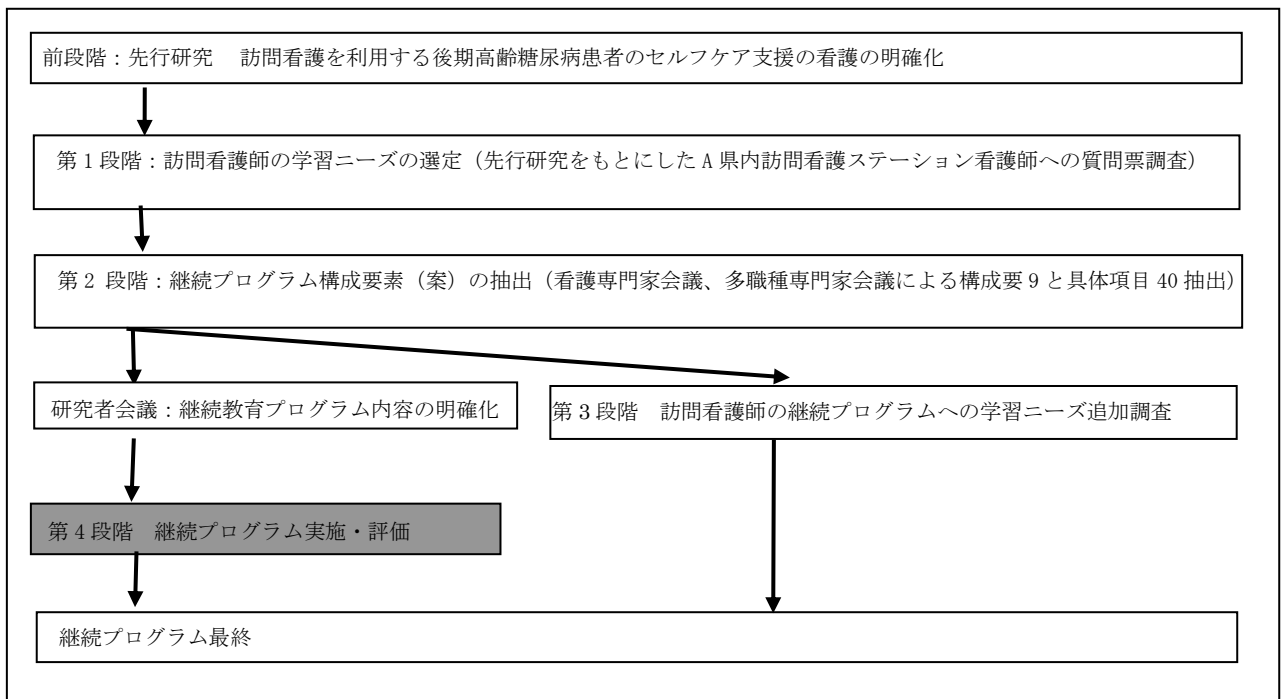 前段階：先行研究　訪問看護を利用する後期高齢糖尿病患者のセルフケア支援の看護の明確化
第1段階：訪問看護師の学習ニーズの選定（先行研究をもとにした A 県内訪問看護ステーション看護師への質問票調査）
第2 段階：継続プログラム構成要素（案）の抽出（看護専門家会議、多職種専門家会議による構成要9と具体項目40抽出）
研究者会議：継続教育プログラム内容の明確化
第3段階　訪問看護師の継続プログラムへの学習ニーズ追加調査
第4段階　継続プログラム実施・評価
継続プログラム最終